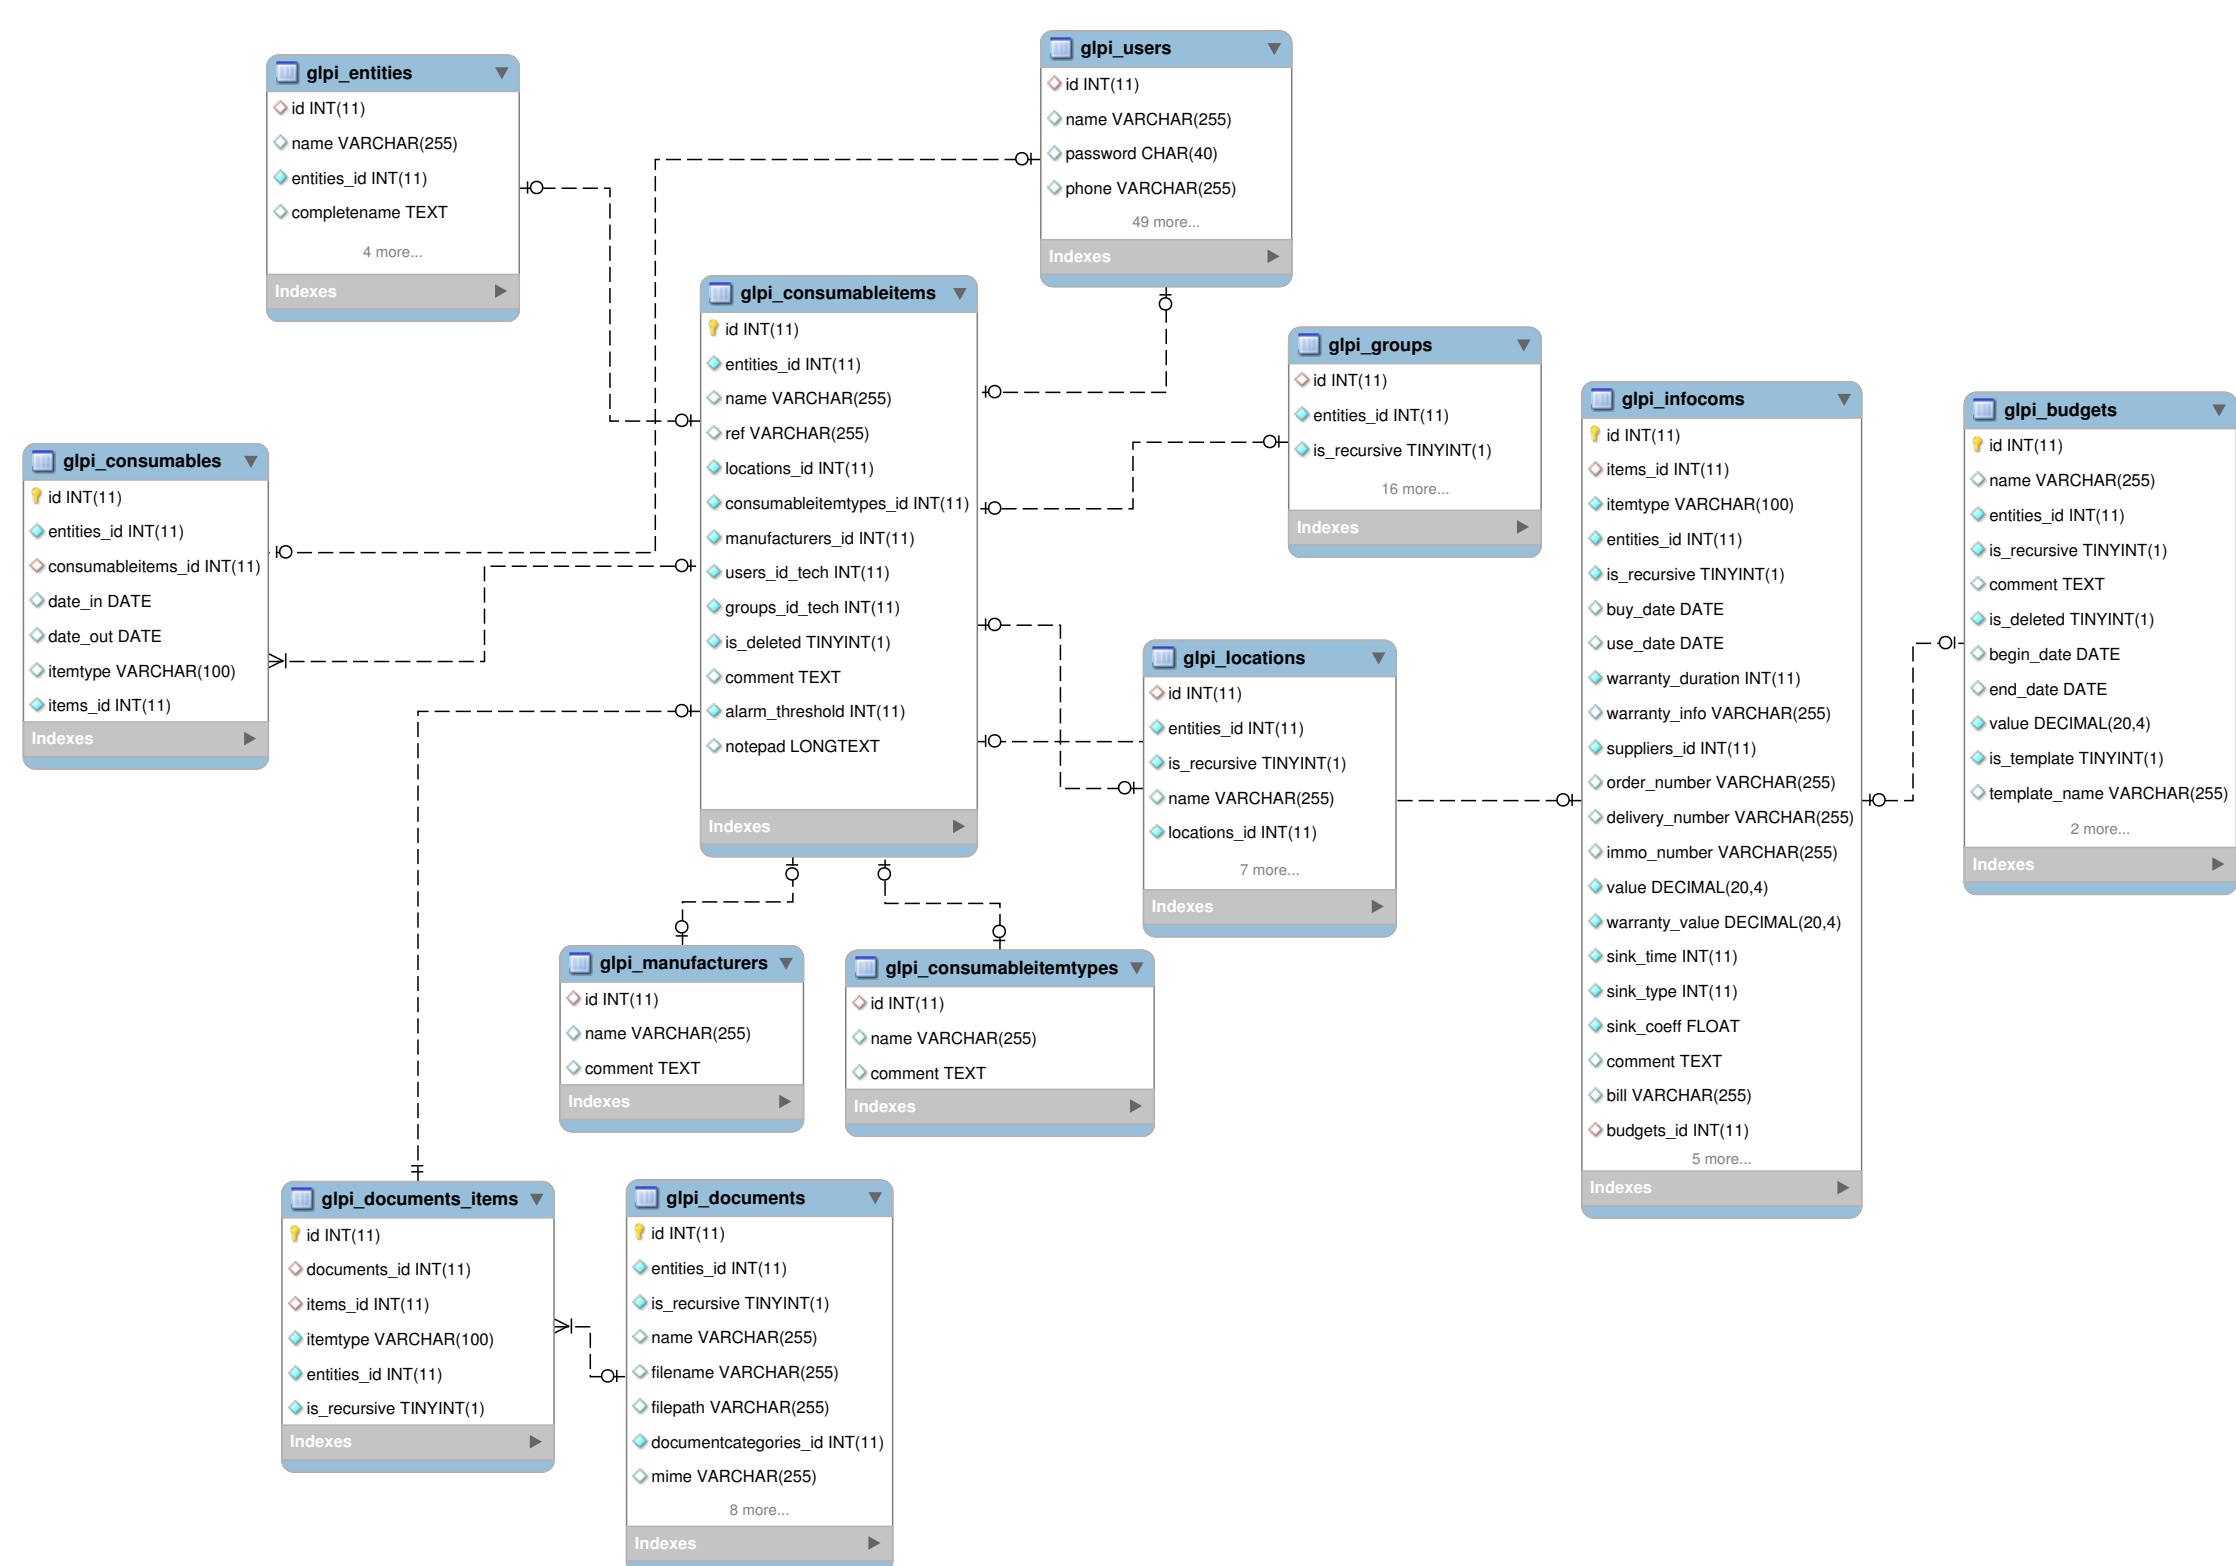 glpi_entities
id INT(11)
name VARCHAR(255)
entities_id INT(11)
completename TEXT
4 more...
Indexes
glpi_users
id INT(11)
name VARCHAR(255)
password CHAR(40)
phone VARCHAR(255)
49 more...
Indexes
glpi_consumableitems
id INT(11)
entities_id INT(11)
name VARCHAR(255)
ref VARCHAR(255)
locations_id INT(11)
consumableitemtypes_id INT(11)
manufacturers_id INT(11)
users_id_tech INT(11)
groups_id_tech INT(11)
is_deleted TINYINT(1)
comment TEXT
alarm_threshold INT(11)
notepad LONGTEXT
Indexes
glpi_groups
id INT(11)
entities_id INT(11)
is_recursive TINYINT(1)
16 more...
Indexes
glpi_infocoms
id INT(11)
items_id INT(11)
itemtype VARCHAR(100)
entities_id INT(11)
is_recursive TINYINT(1)
buy_date DATE
use_date DATE
warranty_duration INT(11)
warranty_info VARCHAR(255)
suppliers_id INT(11)
order_number VARCHAR(255)
delivery_number VARCHAR(255)
immo_number VARCHAR(255)
value DECIMAL(20,4)
warranty_value DECIMAL(20,4)
sink_time INT(11)
sink_type INT(11)
sink_coeff FLOAT
comment TEXT
bill VARCHAR(255)
budgets_id INT(11)
5 more...
Indexes
glpi_budgets
id INT(11)
name VARCHAR(255)
entities_id INT(11)
is_recursive TINYINT(1)
comment TEXT
is_deleted TINYINT(1)
begin_date DATE
end_date DATE
value DECIMAL(20,4)
is_template TINYINT(1)
template_name VARCHAR(255)
2 more...
Indexes
glpi_consumables
id INT(11)
entities_id INT(11)
consumableitems_id INT(11)
date_in DATE
date_out DATE
itemtype VARCHAR(100)
items_id INT(11)
Indexes
glpi_locations
id INT(11)
entities_id INT(11)
is_recursive TINYINT(1)
name VARCHAR(255)
locations_id INT(11)
7 more...
Indexes
glpi_manufacturers
id INT(11)
name VARCHAR(255)
comment TEXT
Indexes
glpi_consumableitemtypes
id INT(11)
name VARCHAR(255)
comment TEXT
Indexes
glpi_documents_items
id INT(11)
documents_id INT(11)
items_id INT(11)
itemtype VARCHAR(100)
entities_id INT(11)
is_recursive TINYINT(1)
Indexes
glpi_documents
id INT(11)
entities_id INT(11)
is_recursive TINYINT(1)
name VARCHAR(255)
filename VARCHAR(255)
filepath VARCHAR(255)
documentcategories_id INT(11)
mime VARCHAR(255)
8 more...
Indexes